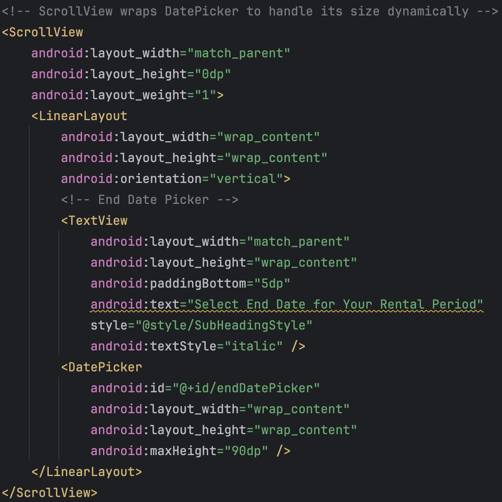 <!-- ScrollView wraps DatePicker to handle its size dynamically -->
<ScrollView
    android:layout_width="match_parent"
    android:layout_height="0dp"
    android:layout_weight="1">
    <LinearLayout
        android:layout_width="wrap_content"
        android:layout_height="wrap_content"
        android:orientation="vertical">
        <!-- End Date Picker -->
        <TextView
            android:layout_width="match_parent"
            android:layout_height="wrap_content"
            android:paddingBottom="5dp"
            android:text="Select End Date for Your Rental Period"
            style="@style/SubHeadingStyle"
            android:textStyle="italic" />
        <DatePicker
            android:id="@+id/endDatePicker"
            android:layout_width="wrap_content"
            android:layout_height="wrap_content"
            android:maxHeight="90dp" />
    </LinearLayout>
</ScrollView>